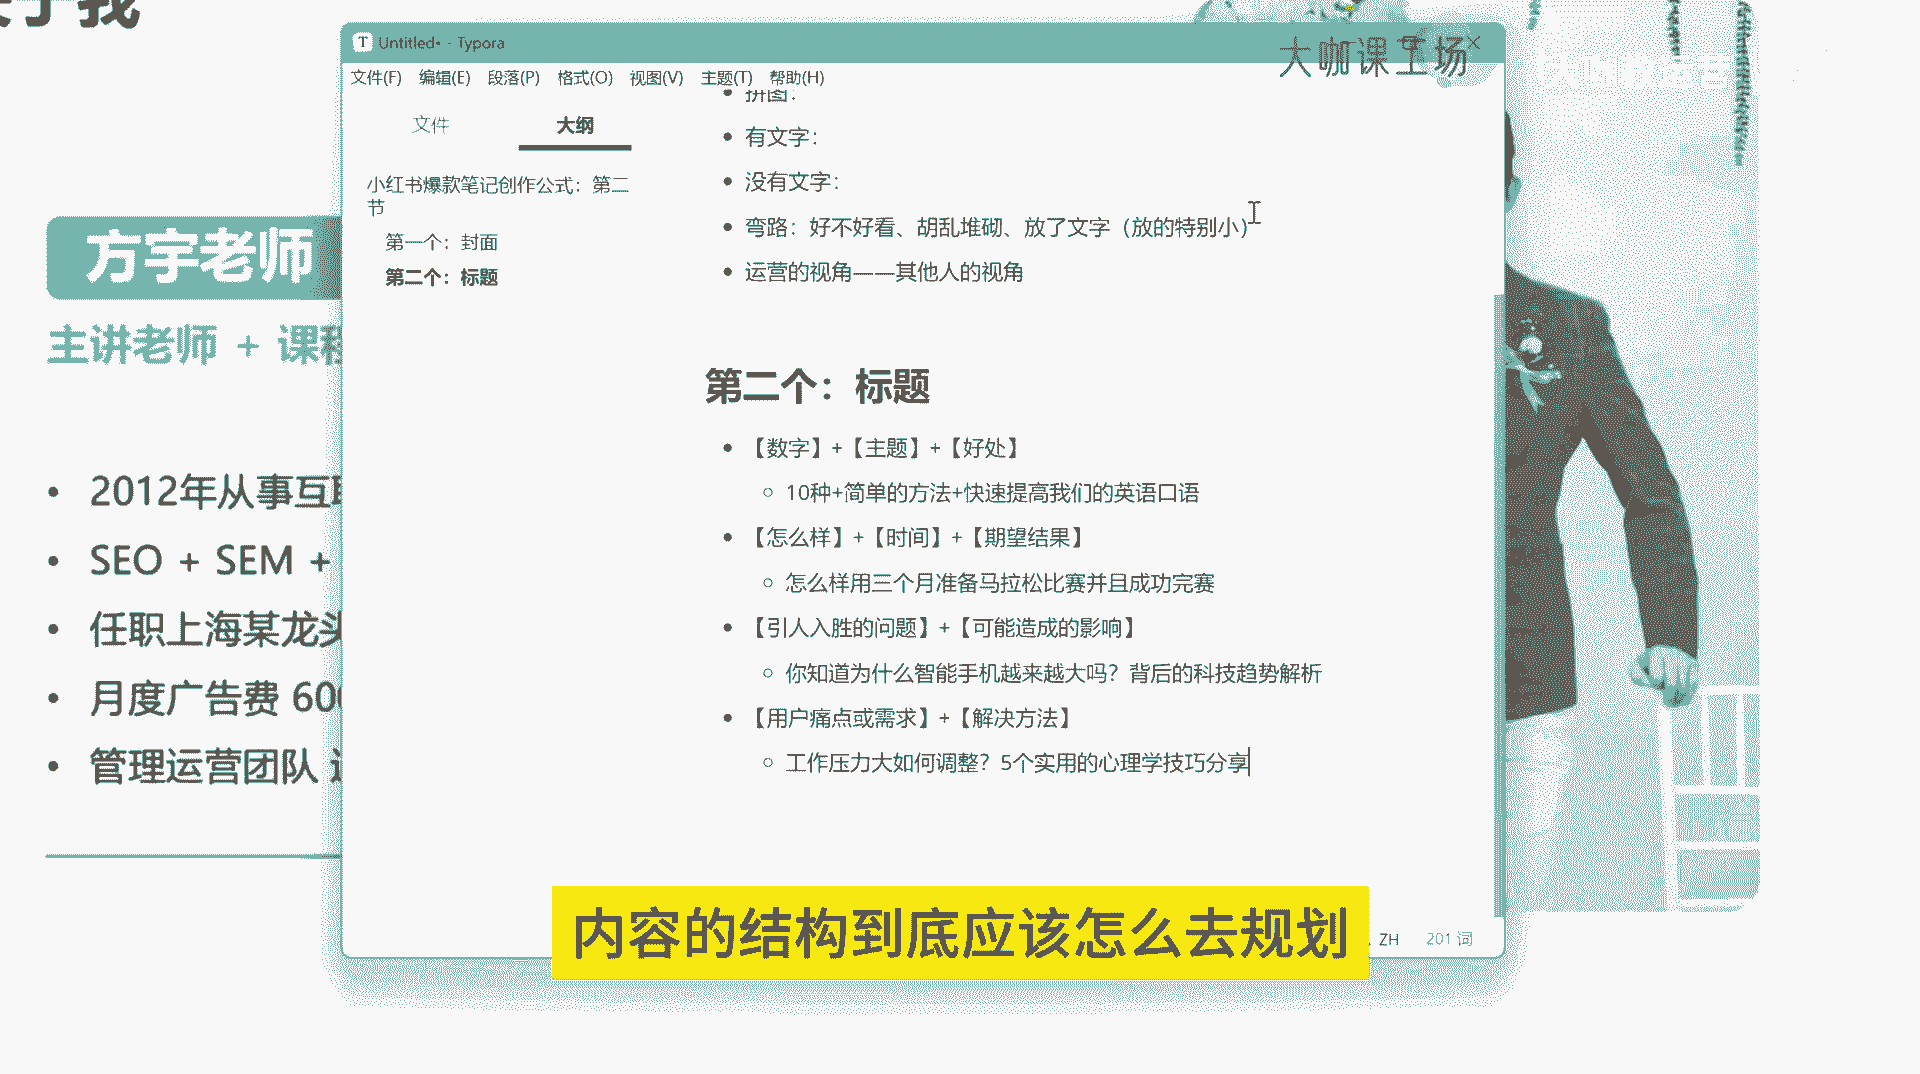 关于我
大咖课工场
Untitled• - Typora
文件(F) 编辑(E) 段落(P) 格式(O) 视图(V) 主题(T) 帮助(H)
文件 大纲
小红书爆款笔记创作公式：第二
节
第一个：封面
第二个：标题
拼图：
有文字：
没有文字：
弯路：好不好看、胡乱堆砌、放了文字（放的特别小）
运营的视角——其他人的视角
第二个：标题
【数字】+【主题】+【好处】
10种+简单的方法+快速提高我们的英语口语
【怎么样】+【时间】+【期望结果】
怎么样用三个月准备马拉松比赛并且成功完赛
【引人入胜的问题】+【可能造成的影响】
你知道为什么智能手机越来越大吗？背后的科技趋势解析
【用户痛点或需求】+【解决方法】
工作压力大如何调整？5个实用的心理学技巧分享
ZH 201 词
方宇老师
主讲老师 + 课程
2012年从事互联
SEO + SEM +
任职上海某龙头
月度广告费 600
管理运营团队
内容的结构到底应该怎么去规划